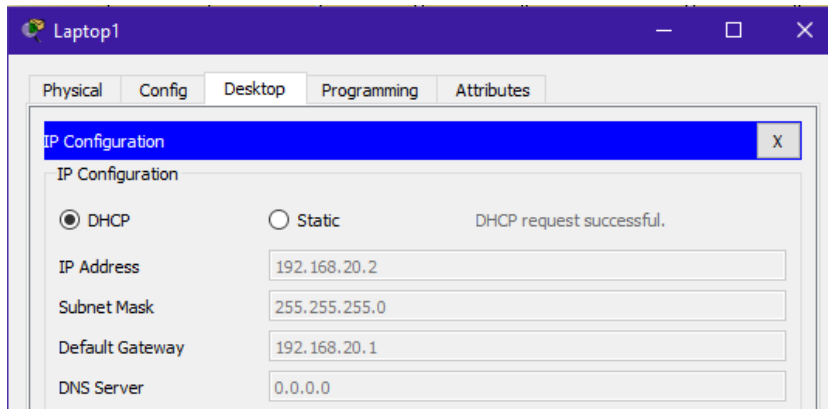 Laptop1
Physical Config Desktop Programming Attributes
IP Configuration X
IP Configuration
DHCP Static DHCP request successful.
IP Address 192.168.20.2
Subnet Mask 255.255.255.0
Default Gateway 192.168.20.1
DNS Server 0.0.0.0